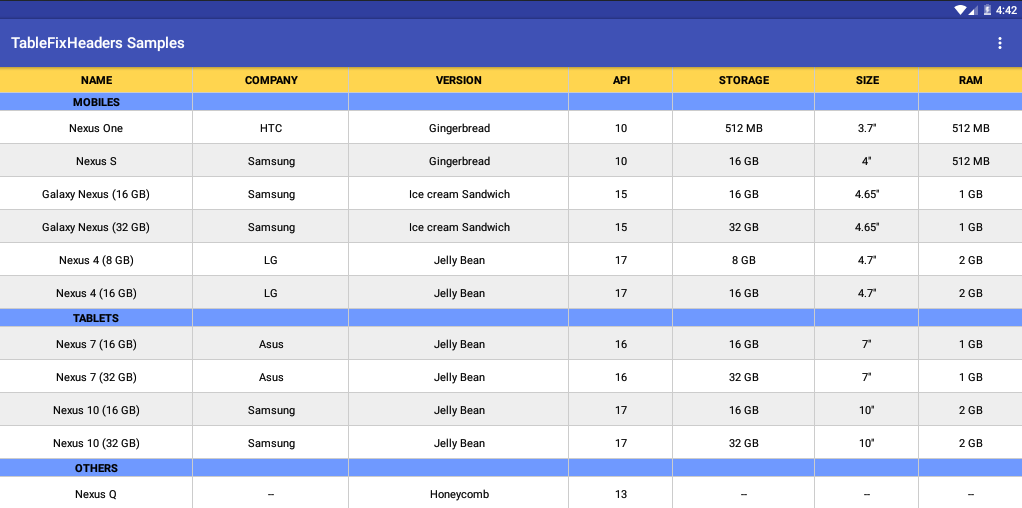 4:42
TableFixHeaders Samples
NAME COMPANY VERSION API STORAGE SIZE RAM
MOBILES
Nexus One HTC Gingerbread 10 512 MB 3.7" 512 MB
Nexus S Samsung Gingerbread 10 16 GB 4" 512 MB
Galaxy Nexus (16 GB) Samsung Ice cream Sandwich 15 16 GB 4.65" 1 GB
Galaxy Nexus (32 GB) Samsung Ice cream Sandwich 15 32 GB 4.65" 1 GB
Nexus 4 (8 GB) LG Jelly Bean 17 8 GB 4.7" 2 GB
Nexus 4 (16 GB) LG Jelly Bean 17 16 GB 4.7" 2 GB
TABLETS
Nexus 7 (16 GB) Asus Jelly Bean 16 16 GB 7" 1 GB
Nexus 7 (32 GB) Asus Jelly Bean 16 32 GB 7" 1 GB
Nexus 10 (16 GB) Samsung Jelly Bean 17 16 GB 10" 2 GB
Nexus 10 (32 GB) Samsung Jelly Bean 17 32 GB 10" 2 GB
OTHERS
Nexus Q -- Honeycomb 13 -- -- --